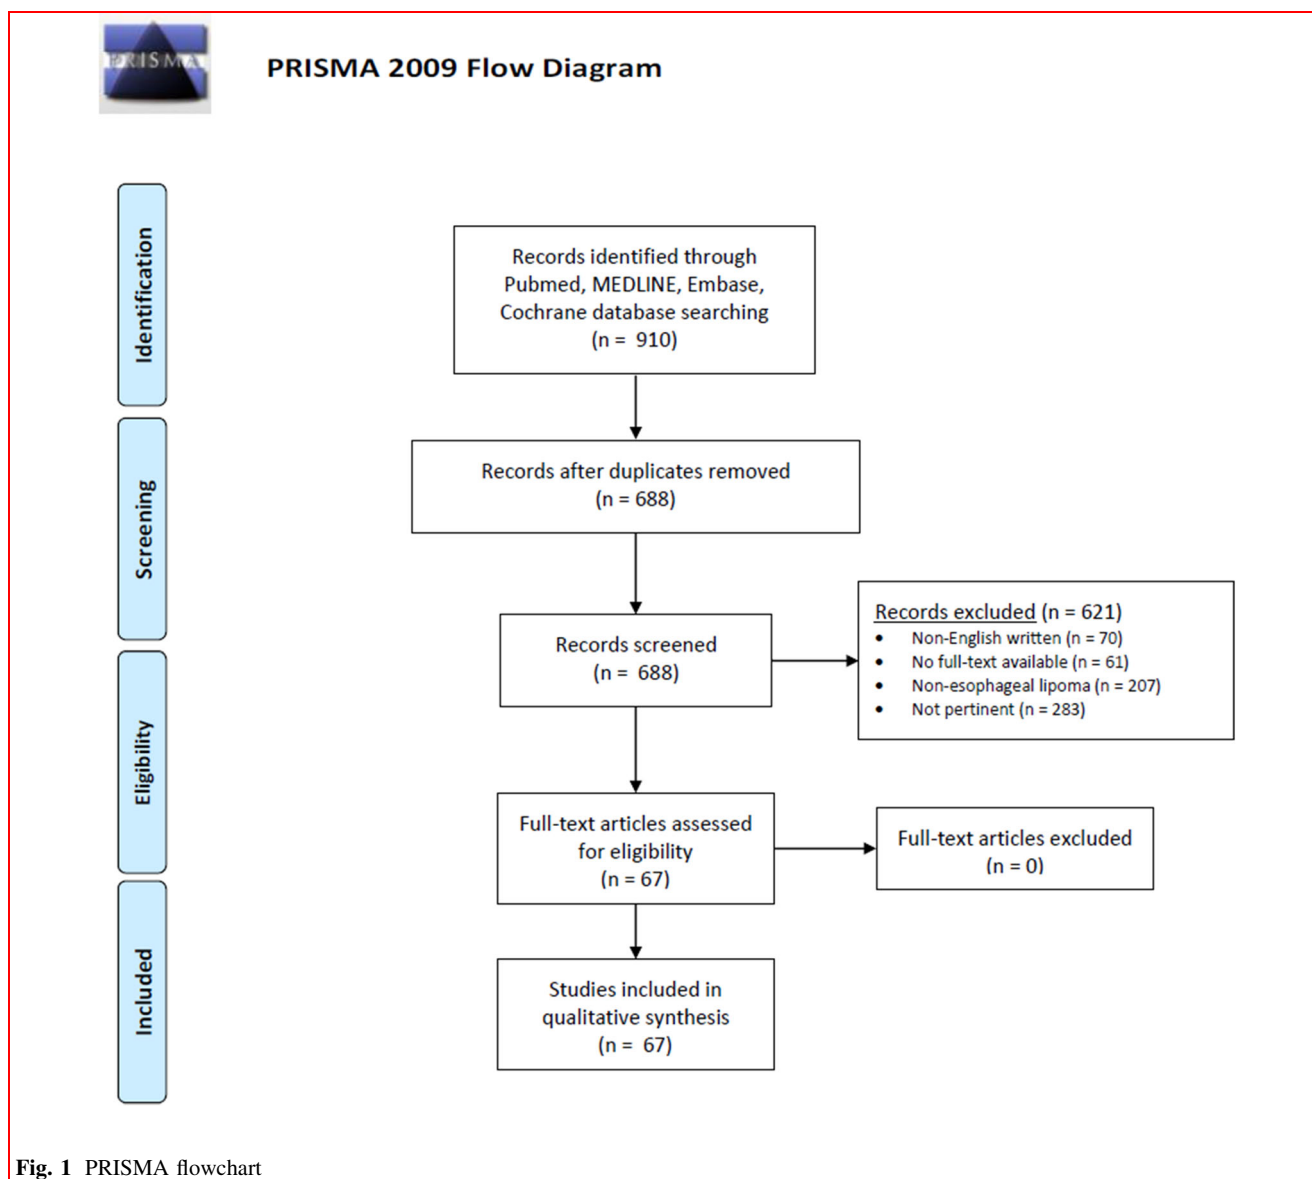 PRISMA
PRISMA 2009 Flow Diagram
Identification
Records identified through
Pubmed, MEDLINE, Embase,
Cochrane database searching
(n = 910)
Screening
Records after duplicates removed
(n = 688)
Records screened
(n = 688)
Records excluded (n = 621)
• Non-English written (n = 70)
• No full-text available (n = 61)
• Non-esophageal lipoma (n = 207)
• Not pertinent (n = 283)
Eligibility
Full-text articles assessed
for eligibility
(n = 67)
Full-text articles excluded
(n = 0)
Included
Studies included in
qualitative synthesis
(n = 67)
Fig. 1 PRISMA flowchart